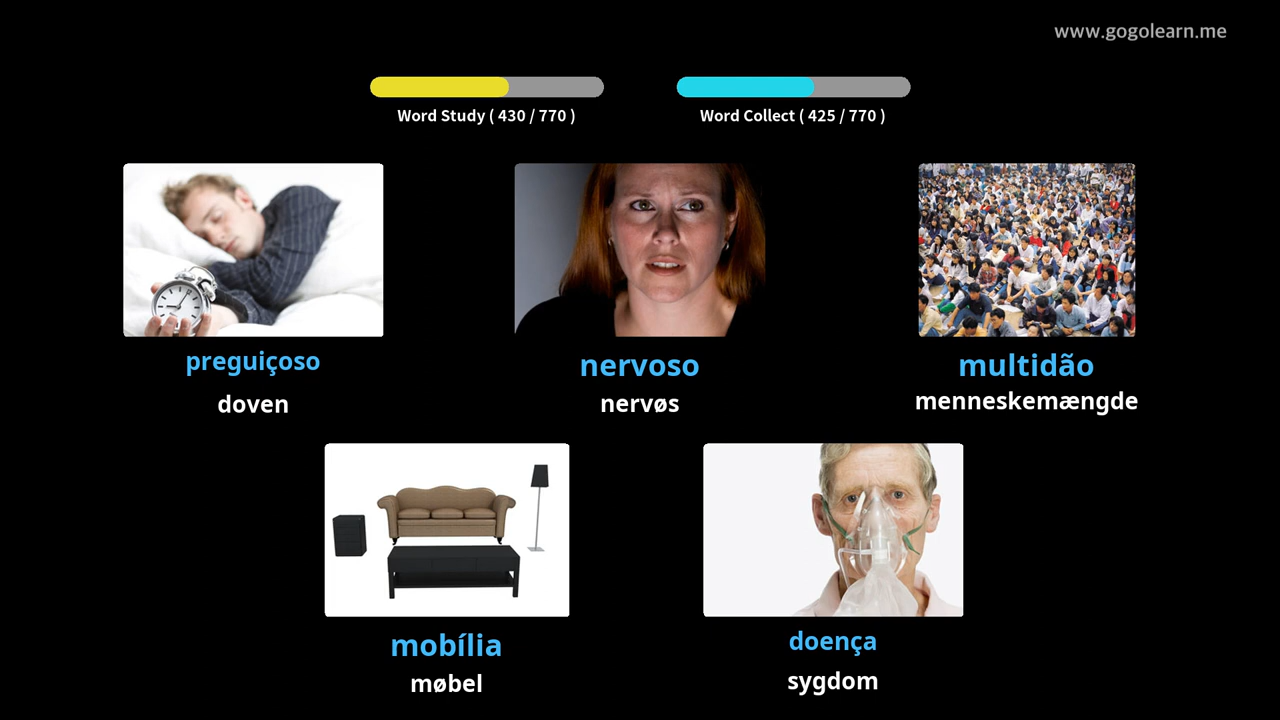 www.gogolearn.me
Word Study ( 430 / 770 )
Word Collect ( 425 / 770 )
preguiçoso
doven
nervoso
nervøs
multidão
menneskemængde
mobília
møbel
doença
sygdom